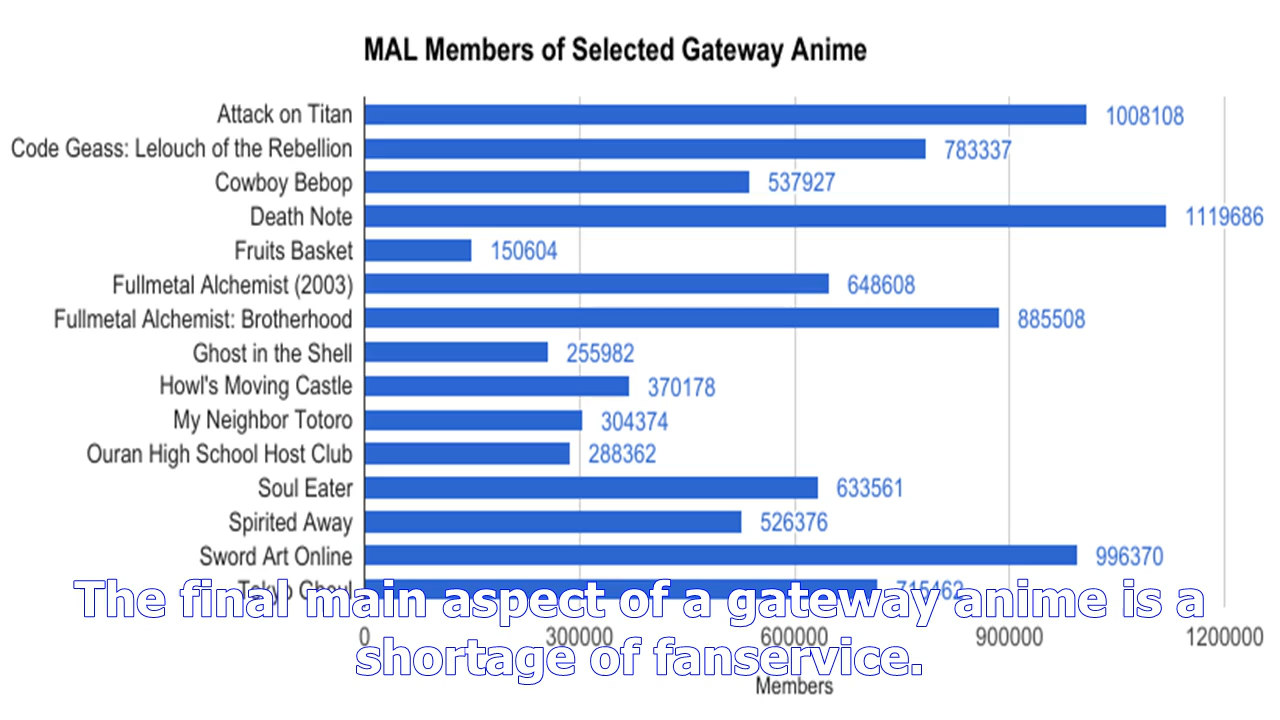 MAL Members of Selected Gateway Anime
Attack on Titan 1008108
Code Geass: Lelouch of the Rebellion 783337
Cowboy Bebop 537927
Death Note 1119686
Fruits Basket 150604
Fullmetal Alchemist (2003) 648608
Fullmetal Alchemist: Brotherhood 885508
Ghost in the Shell 255982
Howl's Moving Castle 370178
My Neighbor Totoro 304374
Ouran High School Host Club 288362
Soul Eater 633561
Spirited Away 526376
Sword Art Online 996370
Tokyo Ghoul 715462
The final main aspect of a gateway anime is a
0 300000 600000 900000 1200000
shortage of fanservice.
Members